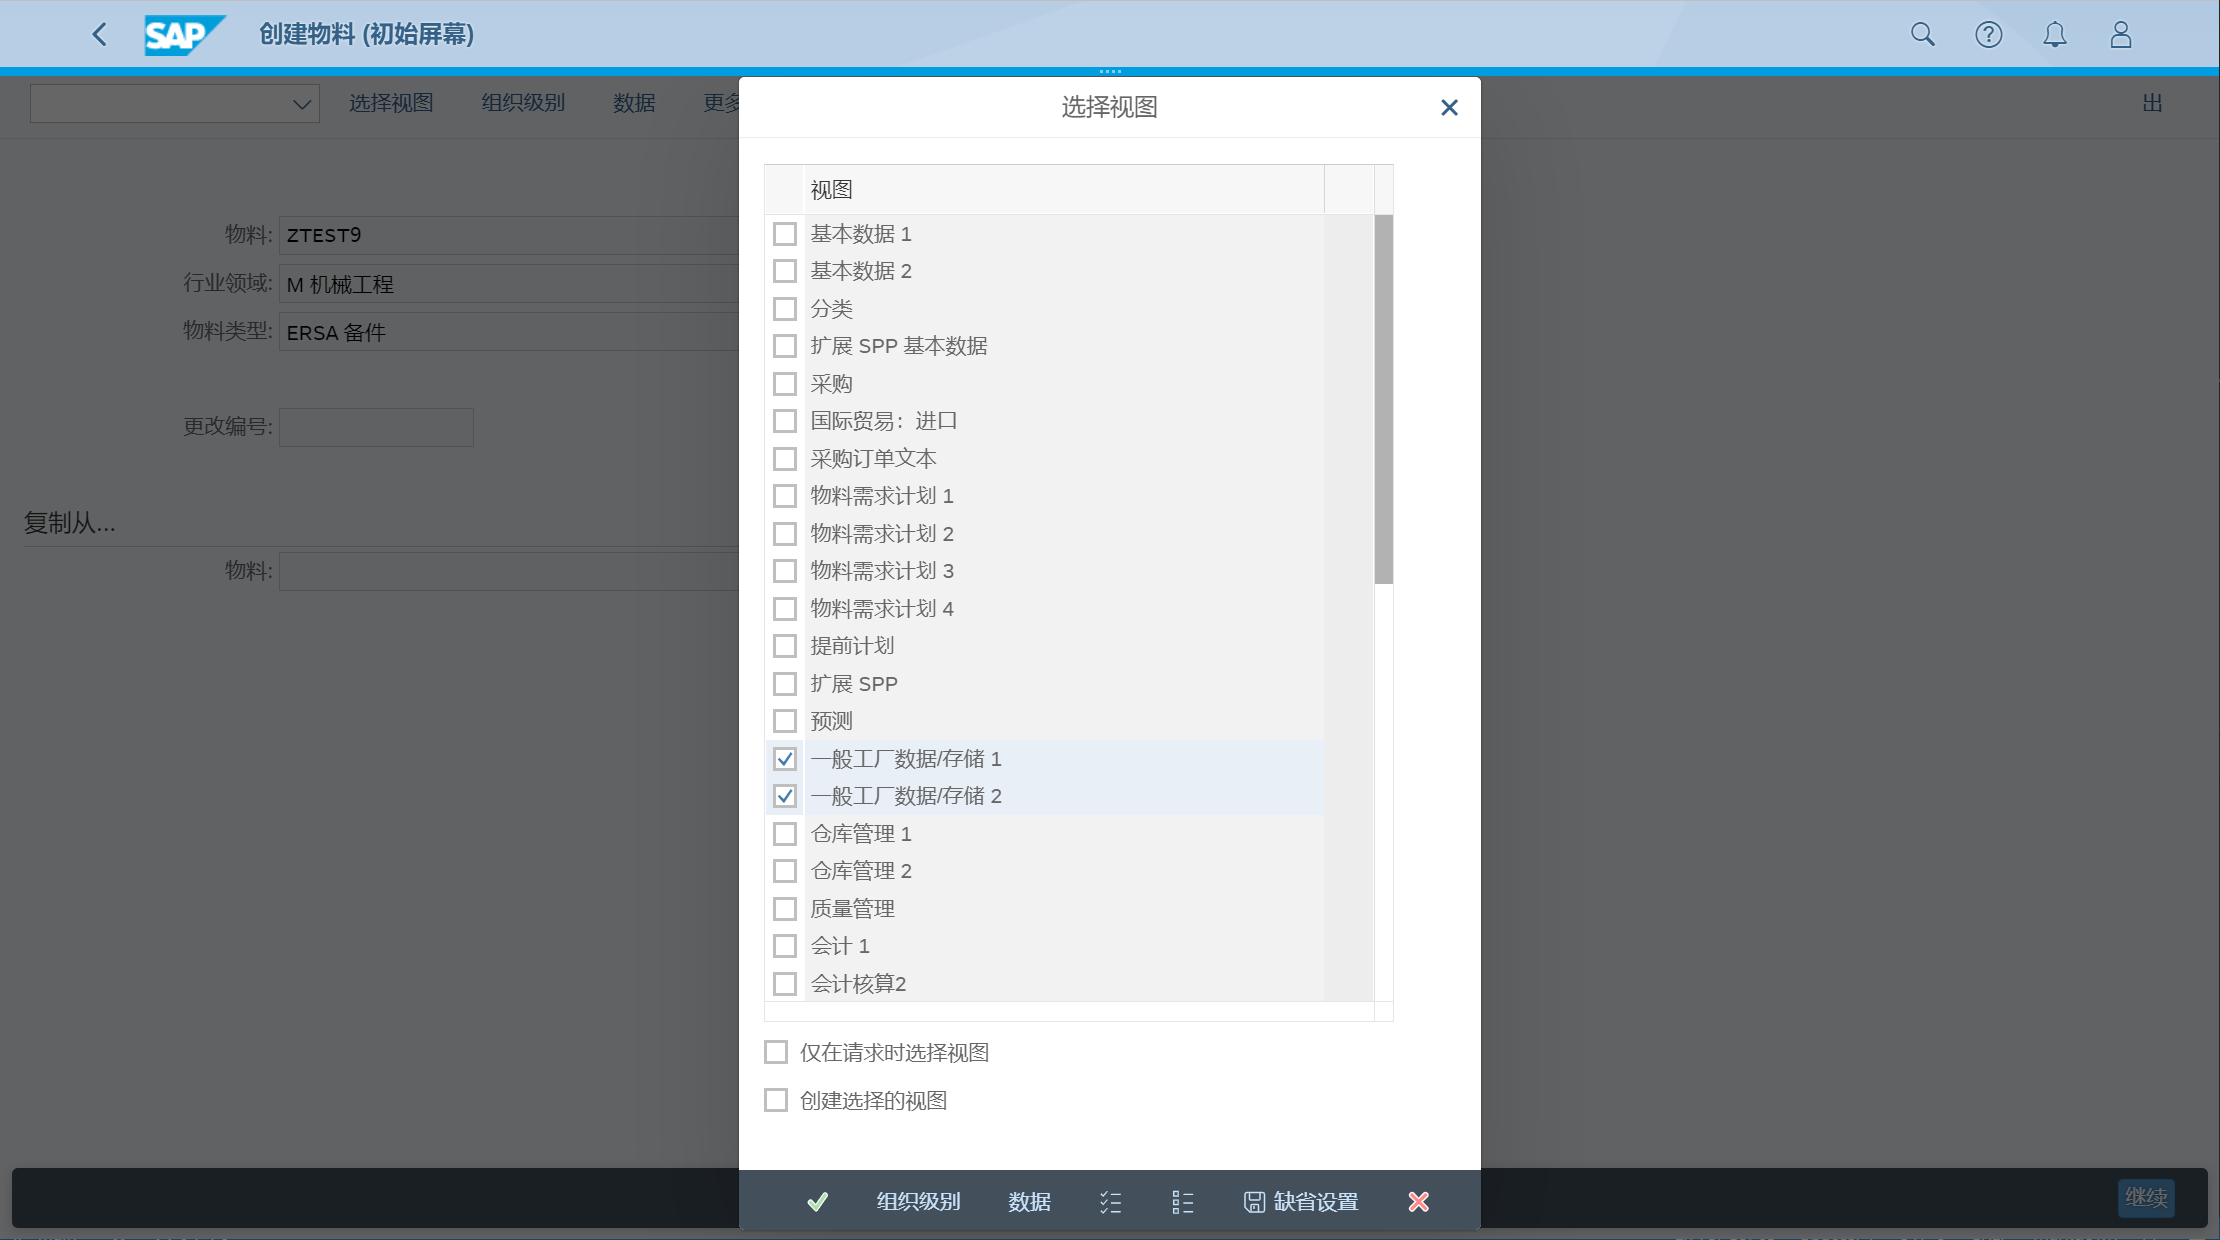 SAP 创建物料 (初始屏幕)
选择视图 组织级别 数据 更多
出
选择视图
物料: ZTEST9
行业领域: M 机械工程
物料类型: ERSA 备件
更改编号:
复制从...
物料:
视图
基本数据 1
基本数据 2
分类
扩展 SPP 基本数据
采购
国际贸易：进口
采购订单文本
物料需求计划 1
物料需求计划 2
物料需求计划 3
物料需求计划 4
提前计划
扩展 SPP
预测
一般工厂数据/存储 1
一般工厂数据/存储 2
仓库管理 1
仓库管理 2
质量管理
会计 1
会计核算2
仅在请求时选择视图
创建选择的视图
组织级别 数据 缺省设置
继续